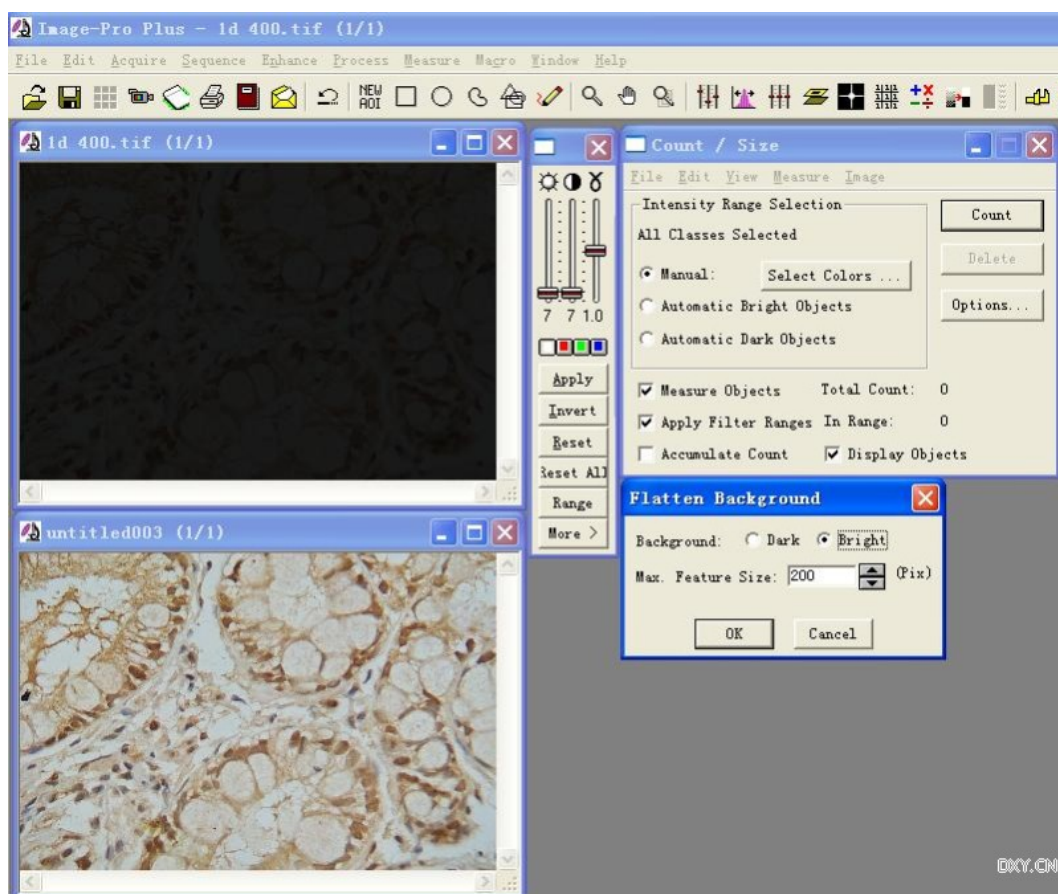 Image-Pro Plus - 1d 400.tif (1/1)
File Edit Acquire Sequence Enhance Process Measure Macro Window Help
NEW AOI
1d 400.tif (1/1)
7 7 1.0
Apply
Invert
Reset
Reset All
Range
More >
Count / Size
File Edit View Measure Image
Intensity Range Selection
All Classes Selected
Manual: Select Colors ...
Automatic Bright Objects
Automatic Dark Objects
Count
Delete
Options...
Measure Objects Total Count: 0
Apply Filter Ranges In Range: 0
Accumulate Count Display Objects
untitled003 (1/1)
Flatten Background
Background: Dark Bright
Max. Feature Size: 200 (Pix)
OK Cancel
DXY.CN